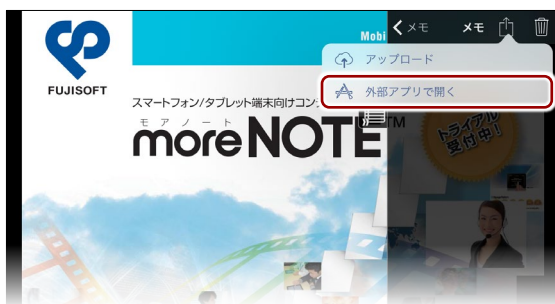 Mobi
メモ
メモ
アップロード
外部アプリで開く
FUJISOFT
スマートフォン/タブレット端末向けコンテ
モアノート
moreNOTE
TM
トライアル
受付中!